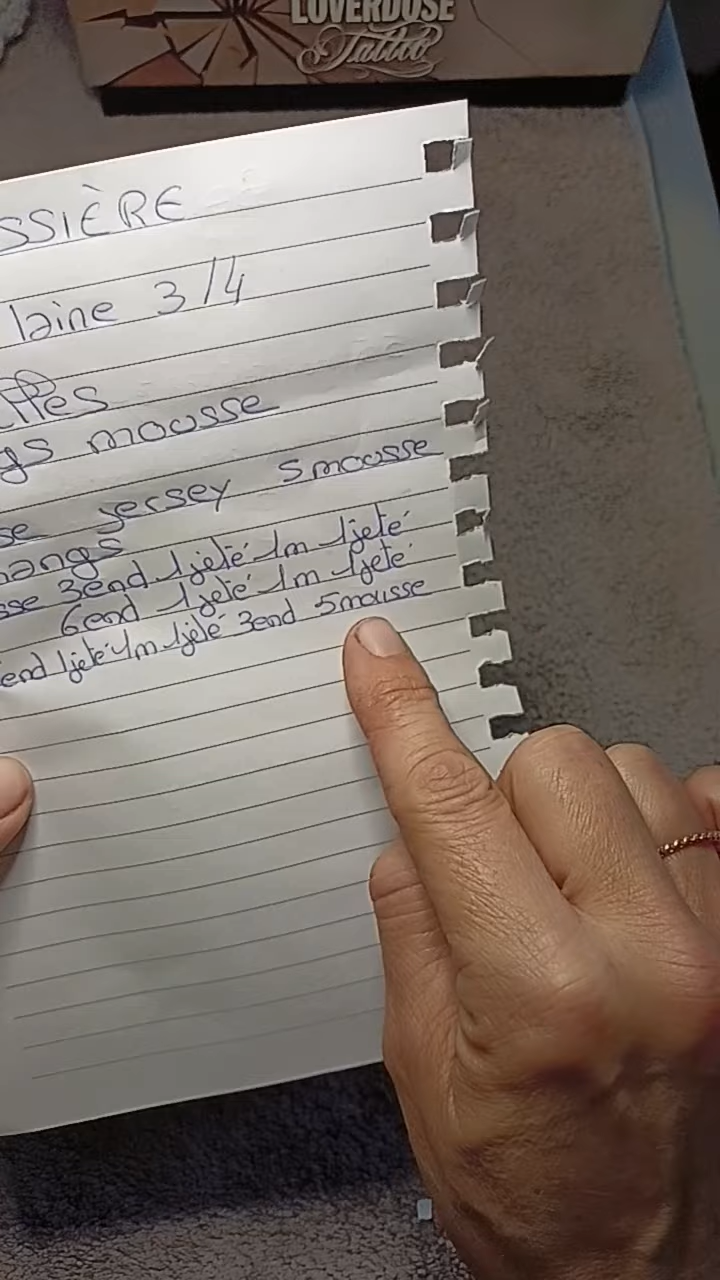 LOVERDOSE
Tattoo
SSIÈRE
laine 3/4
gs mousse
se jersey 5 mousse
angs
sse 3end 1jeté 1m 1jeté
6end 1jeté 1m 1jeté
end 1jeté 1m 1jeté 3end 5mousse